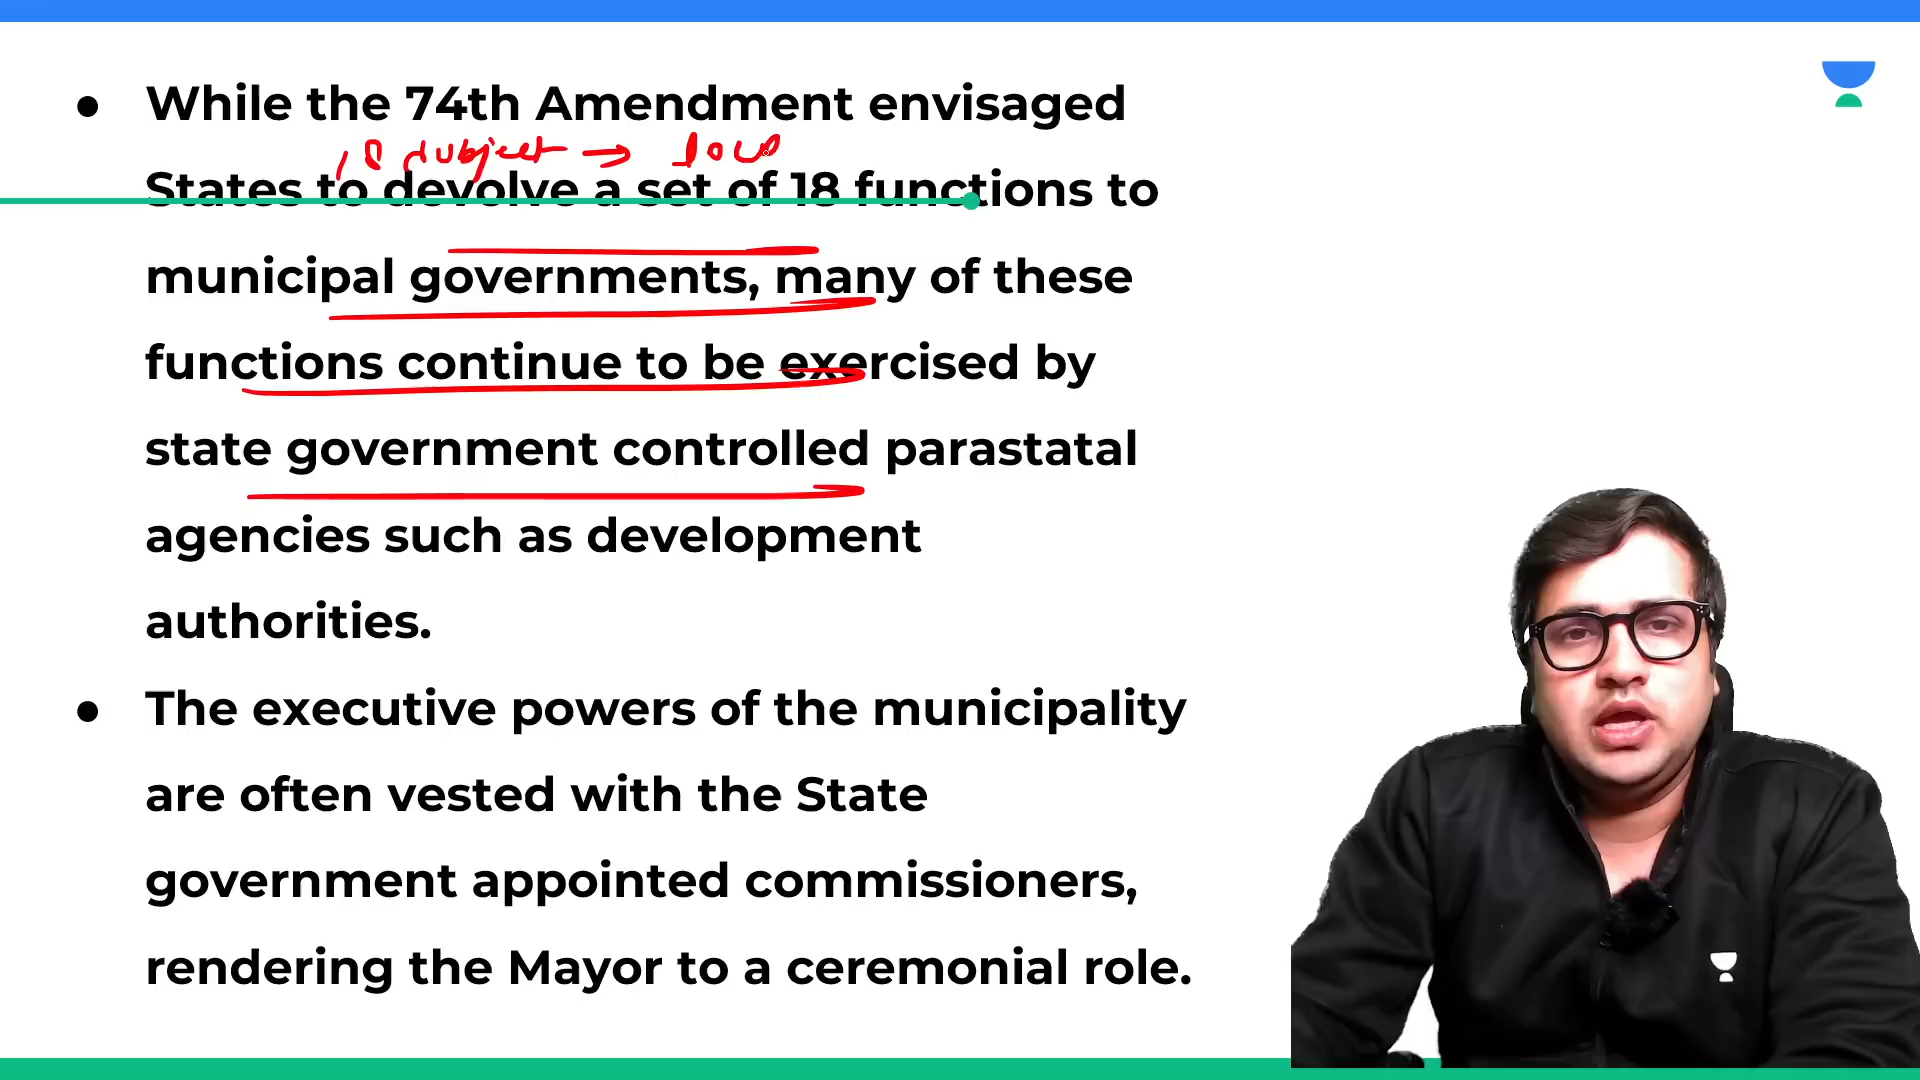 ● While the 74th Amendment envisaged
18 subject →
States to devolve a set of 18 functions to
municipal governments, many of these
functions continue to be exercised by
state government controlled parastatal
agencies such as development
authorities.
● The executive powers of the municipality
are often vested with the State
government appointed commissioners,
rendering the Mayor to a ceremonial role.